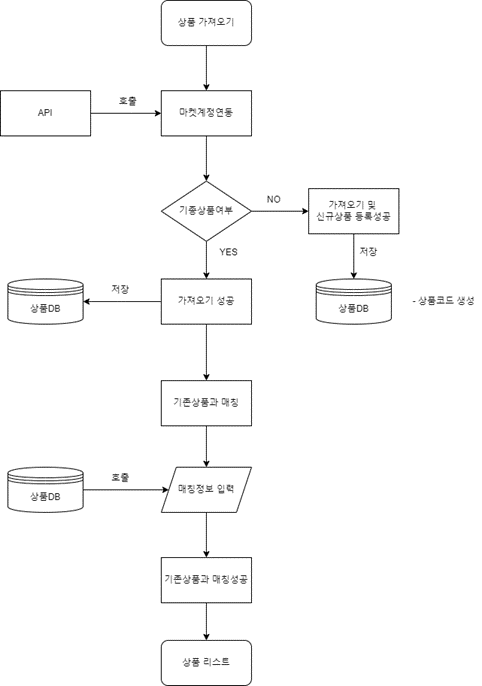 상품 가져오기
API
호출
마켓계정연동
기종상품여부
NO
가져오기 및
신규상품 등록성공
YES
저장
상품DB
저장
가져오기 성공
상품DB
- 상품코드 생성
기존상품과 매칭
상품DB
호출
매칭정보 입력
기존상품과 매칭성공
상품 리스트